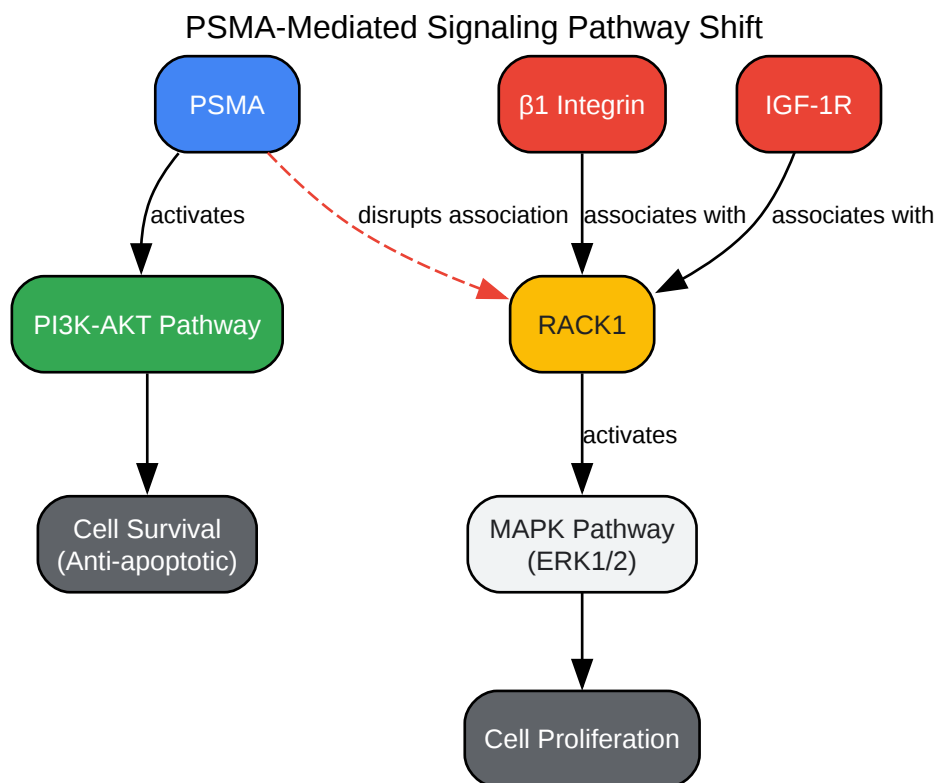 PSMA-Mediated Signaling Pathway Shift
PSMA
β1 Integrin
IGF-1R
activates
disrupts association
associates with
associates with
PI3K-AKT Pathway
RACK1
activates
Cell Survival
(Anti-apoptotic)
MAPK Pathway
(ERK1/2)
Cell Proliferation